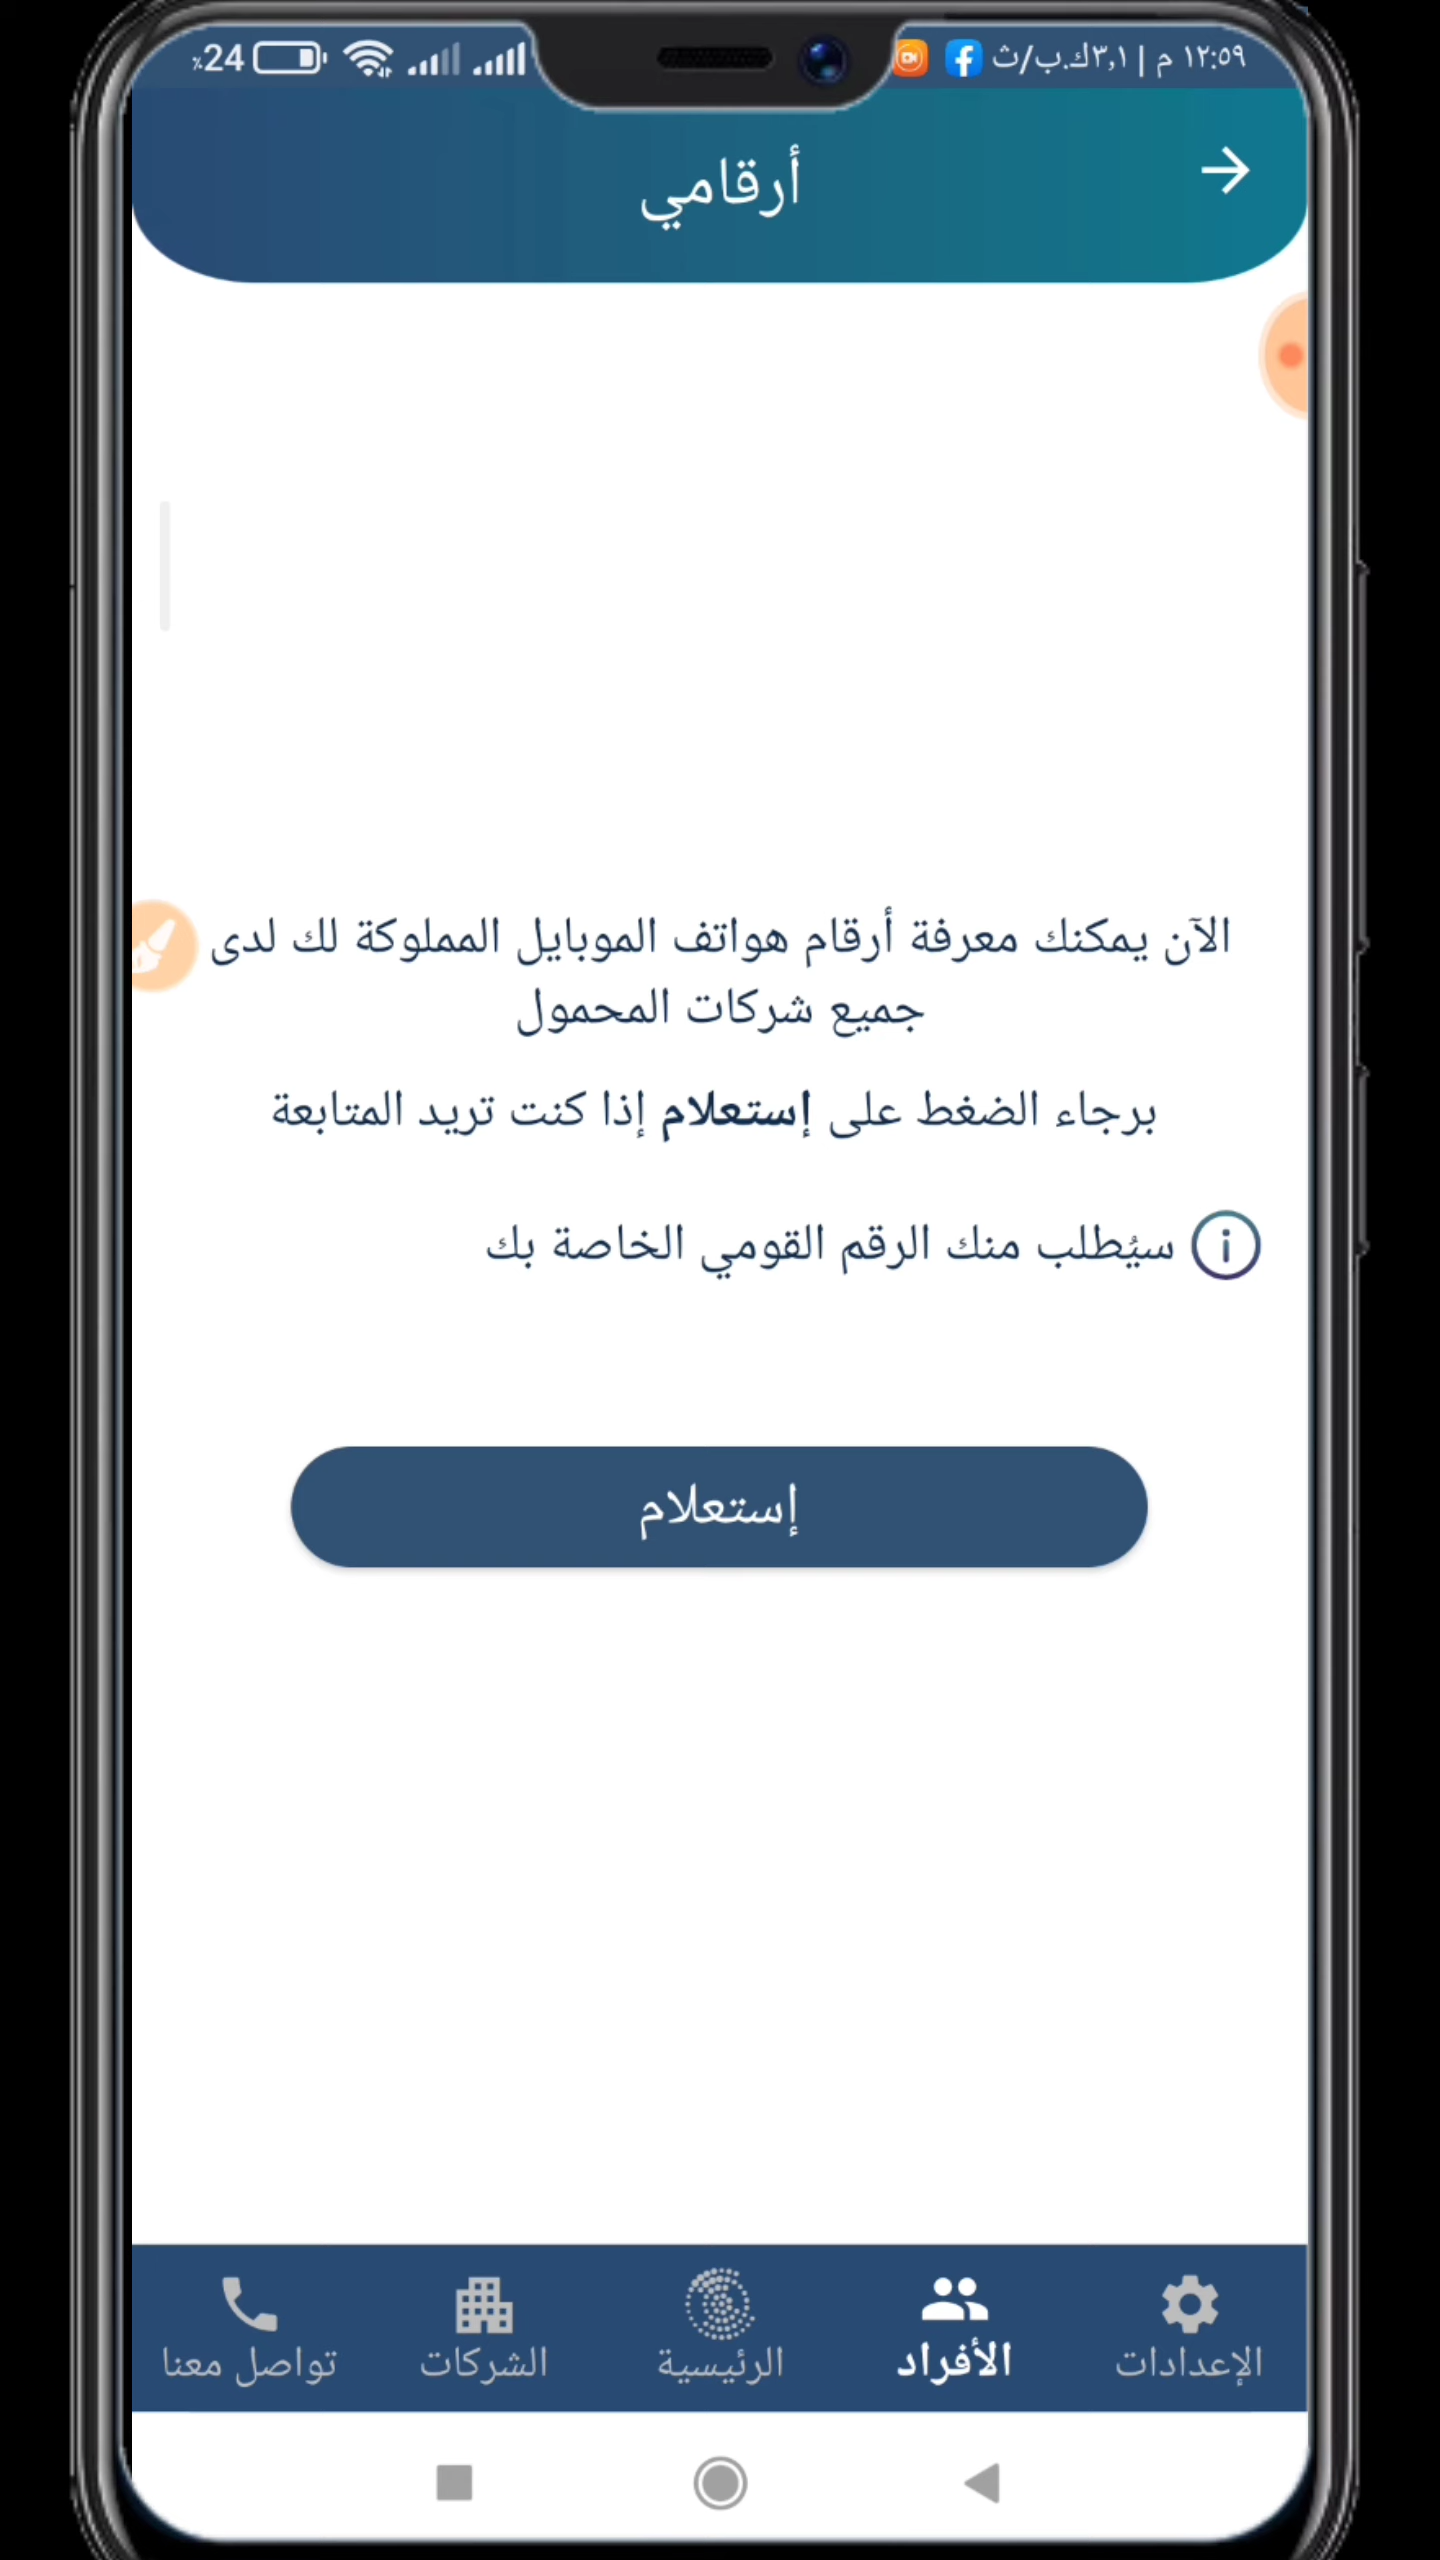 ١٢:٥٩ م | ٣,١ك.ب/ث
24٪
أرقامي
الآن يمكنك معرفة أرقام هواتف الموبايل المملوكة لك لدى
جميع شركات المحمول
برجاء الضغط على إستعلام إذا كنت تريد المتابعة
سيُطلب منك الرقم القومي الخاصة بك
إستعلام
الإعدادات
الأفراد
الرئيسية
الشركات
تواصل معنا